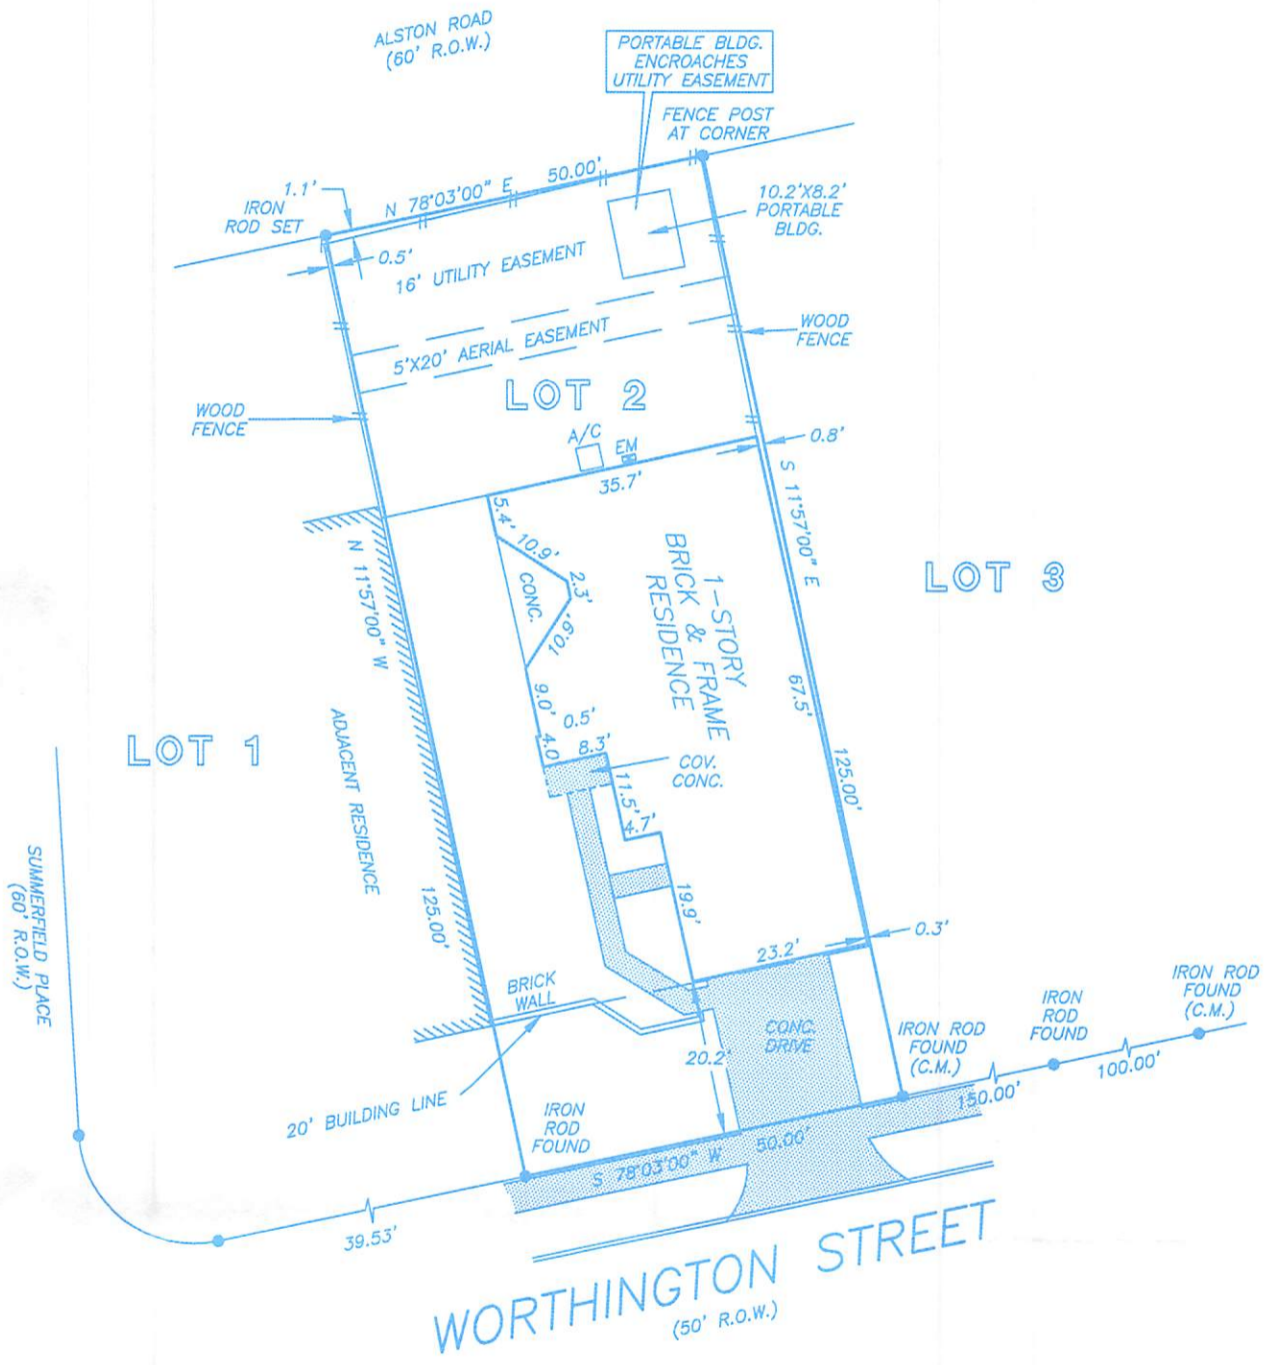 ALSTON ROAD
(60' R.O.W.)
PORTABLE BLDG.
ENCROACHES
UTILITY EASEMENT
FENCE POST
AT CORNER
1.1'
IRON
ROD SET
N 78°03'00" E
50.00'
10.2'X8.2'
PORTABLE
BLDG.
0.5'
16' UTILITY EASEMENT
5'X20' AERIAL EASEMENT
WOOD
FENCE
LOT 2
WOOD
FENCE
A/C
EM
0.8'
35.7'
S 11°57'00" E
5.4'
10.9'
2.3'
CONC.
10.9'
1-STORY
BRICK & FRAME
RESIDENCE
LOT 3
N 11°57'00" W
67.5'
9.0'
0.5'
4.0
8.3'
COV.
CONC.
LOT 1
ADJACENT RESIDENCE
11.5'
4.7'
125.00'
SUMMERFIELD PLACE
(60' R.O.W.)
125.00'
19.9'
23.2'
0.3'
BRICK
WALL
IRON ROD
FOUND
(C.M.)
IRON
ROD
FOUND
IRON ROD
FOUND
(C.M.)
CONC.
DRIVE
20.2'
100.00'
150.00'
20' BUILDING LINE
IRON
ROD
FOUND
S 78°03'00" W
50.00'
39.53'
WORTHINGTON STREET
(50' R.O.W.)